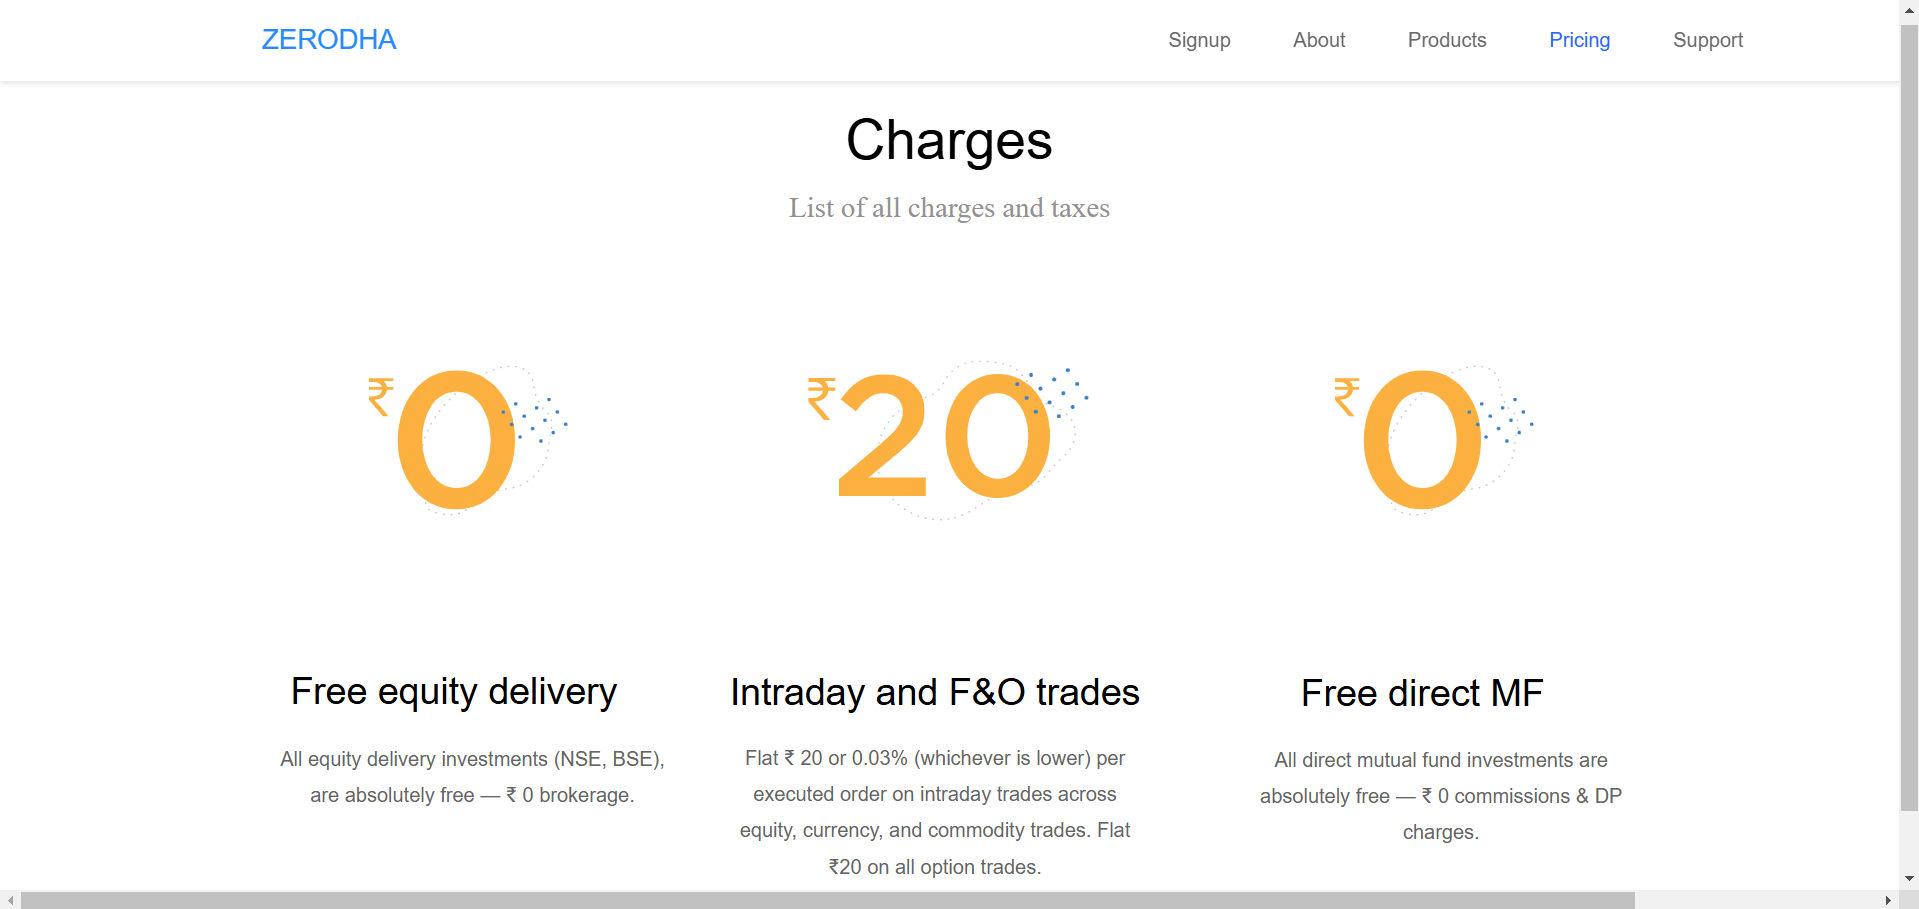 ZERODHA
Signup
About
Products
Pricing
Support
Charges
List of all charges and taxes
₹0
₹20
₹0
Free equity delivery
All equity delivery investments (NSE, BSE),
are absolutely free — ₹ 0 brokerage.
Intraday and F&O trades
Flat ₹ 20 or 0.03% (whichever is lower) per
executed order on intraday trades across
equity, currency, and commodity trades. Flat
₹20 on all option trades.
Free direct MF
All direct mutual fund investments are
absolutely free — ₹ 0 commissions & DP
charges.